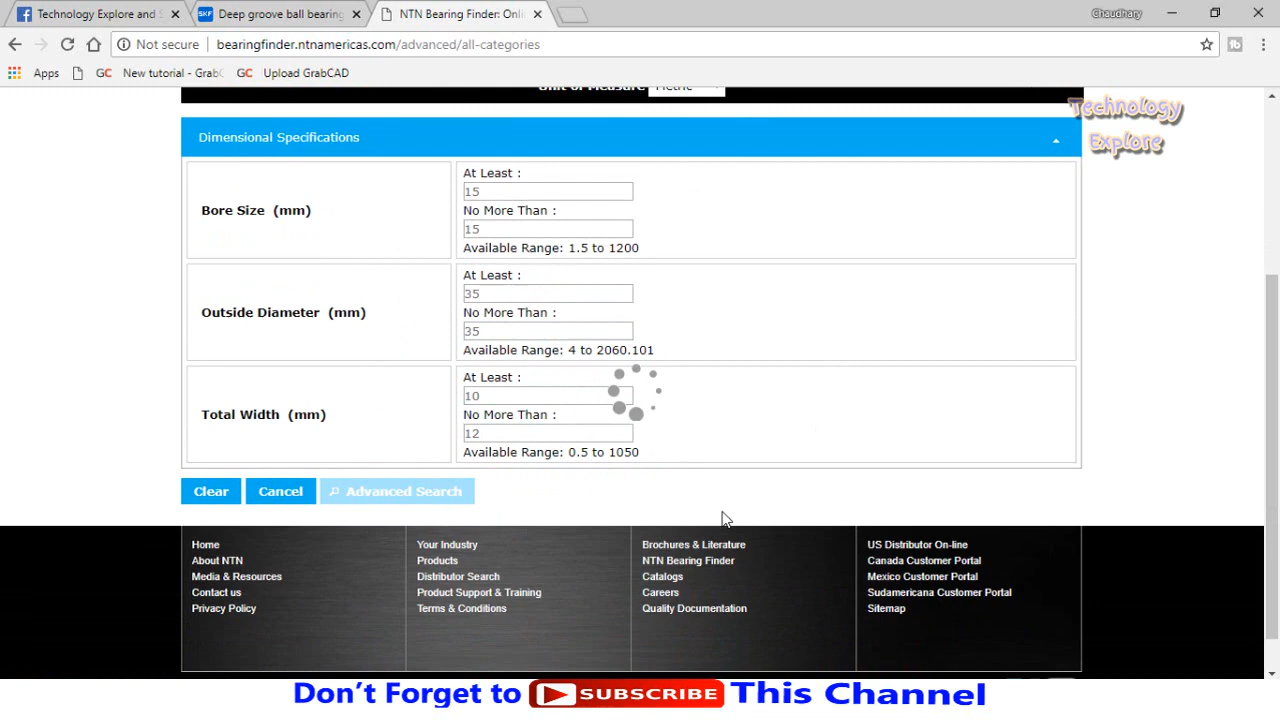 Technology Explore and S
Deep groove ball bearing
NTN Bearing Finder: Onli
Chaudhary
Not secure
bearingfinder.ntnamericas.com/advanced/all-categories
Apps
New tutorial - GrabC
Upload GrabCAD
Unit of Measure
Metric
Technology
Explore
Dimensional Specifications
Bore Size (mm)
At Least :
15
No More Than :
15
Available Range: 1.5 to 1200
Outside Diameter (mm)
At Least :
35
No More Than :
35
Available Range: 4 to 2060.101
Total Width (mm)
At Least :
10
No More Than :
12
Available Range: 0.5 to 1050
Clear
Cancel
Advanced Search
Home
About NTN
Media & Resources
Contact us
Privacy Policy
Your Industry
Products
Distributor Search
Product Support & Training
Terms & Conditions
Brochures & Literature
NTN Bearing Finder
Catalogs
Careers
Quality Documentation
US Distributor On-line
Canada Customer Portal
Mexico Customer Portal
Sudamericana Customer Portal
Sitemap
Don't Forget to SUBSCRIBE This Channel